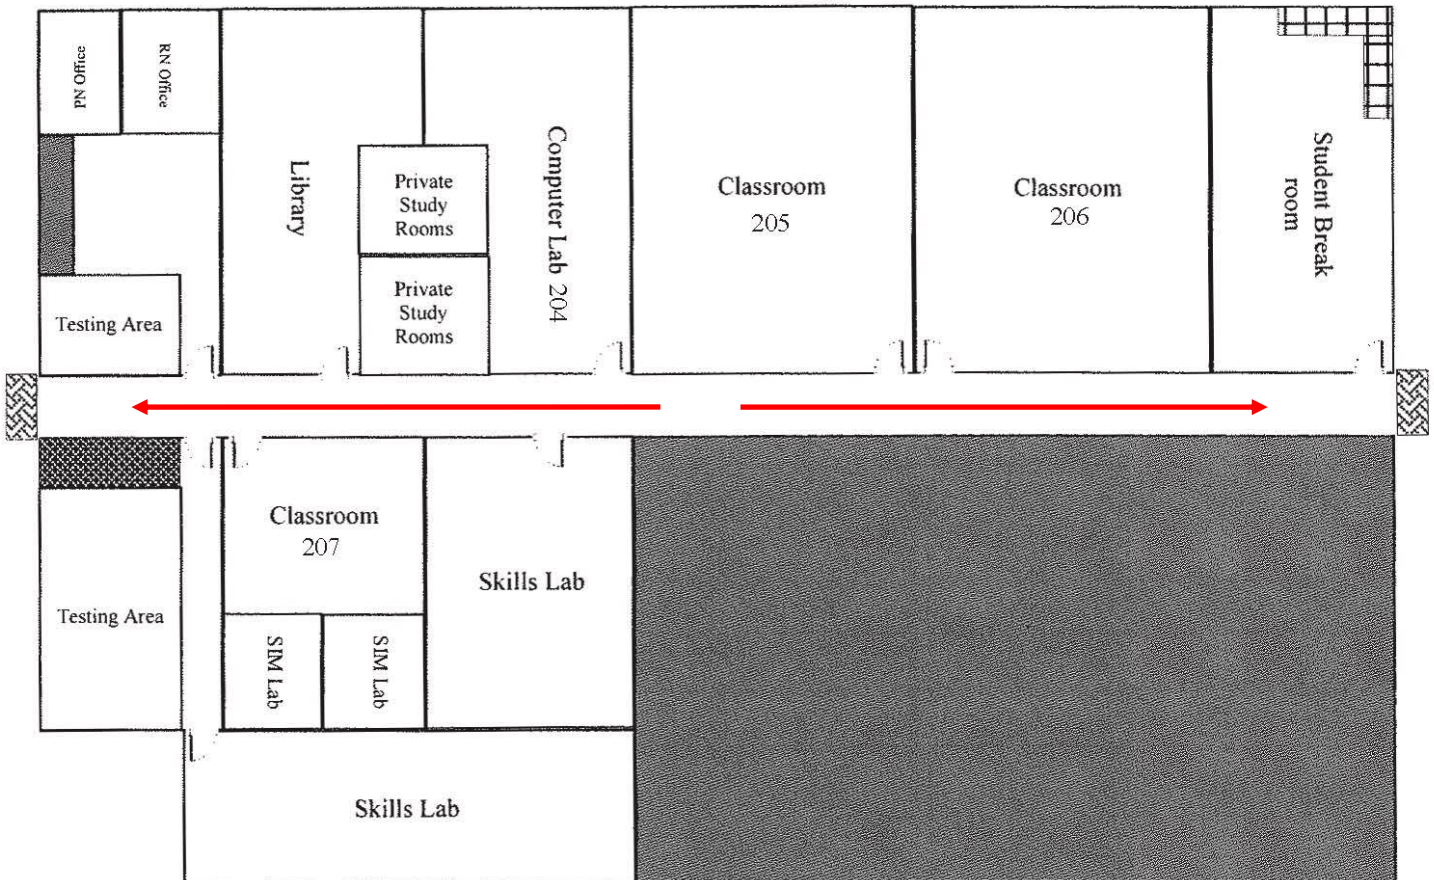 PN Office
RN Office
Library
Private
Study
Rooms
Private
Study
Rooms
Computer Lab 204
Classroom
205
Classroom
206
Student Break
room
Testing Area
Classroom
207
Skills Lab
Testing Area
SIM Lab
SIM Lab
Skills Lab